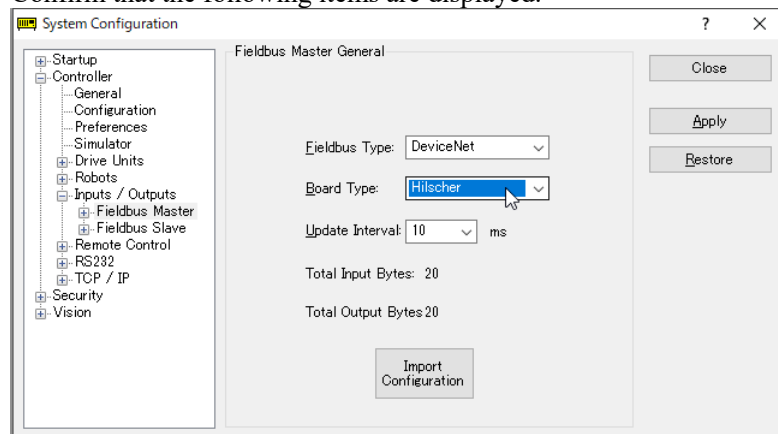 Confirm that the following items are displayed.
System Configuration
Startup
Controller
General
Configuration
Preferences
Simulator
Drive Units
Robots
Inputs / Outputs
Fieldbus Master
Fieldbus Slave
Remote Control
RS232
TCP / IP
Security
Vision
Fieldbus Master General
Fieldbus Type: DeviceNet
Board Type: Hilscher
Update Interval: 10 ms
Total Input Bytes: 20
Total Output Bytes 20
Import
Configuration
Close
Apply
Restore